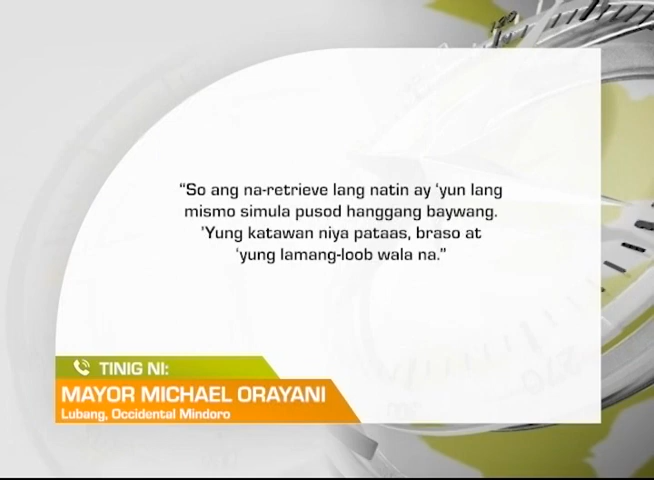 “So ang na-retrieve lang natin ay ‘yun lang
mismo simula pusod hanggang baywang.
’Yung katawan niya pataas, braso at
‘yung lamang-loob wala na.”
TINIG NI:
MAYOR MICHAEL ORAYANI
Lubang, Occidental Mindoro
270